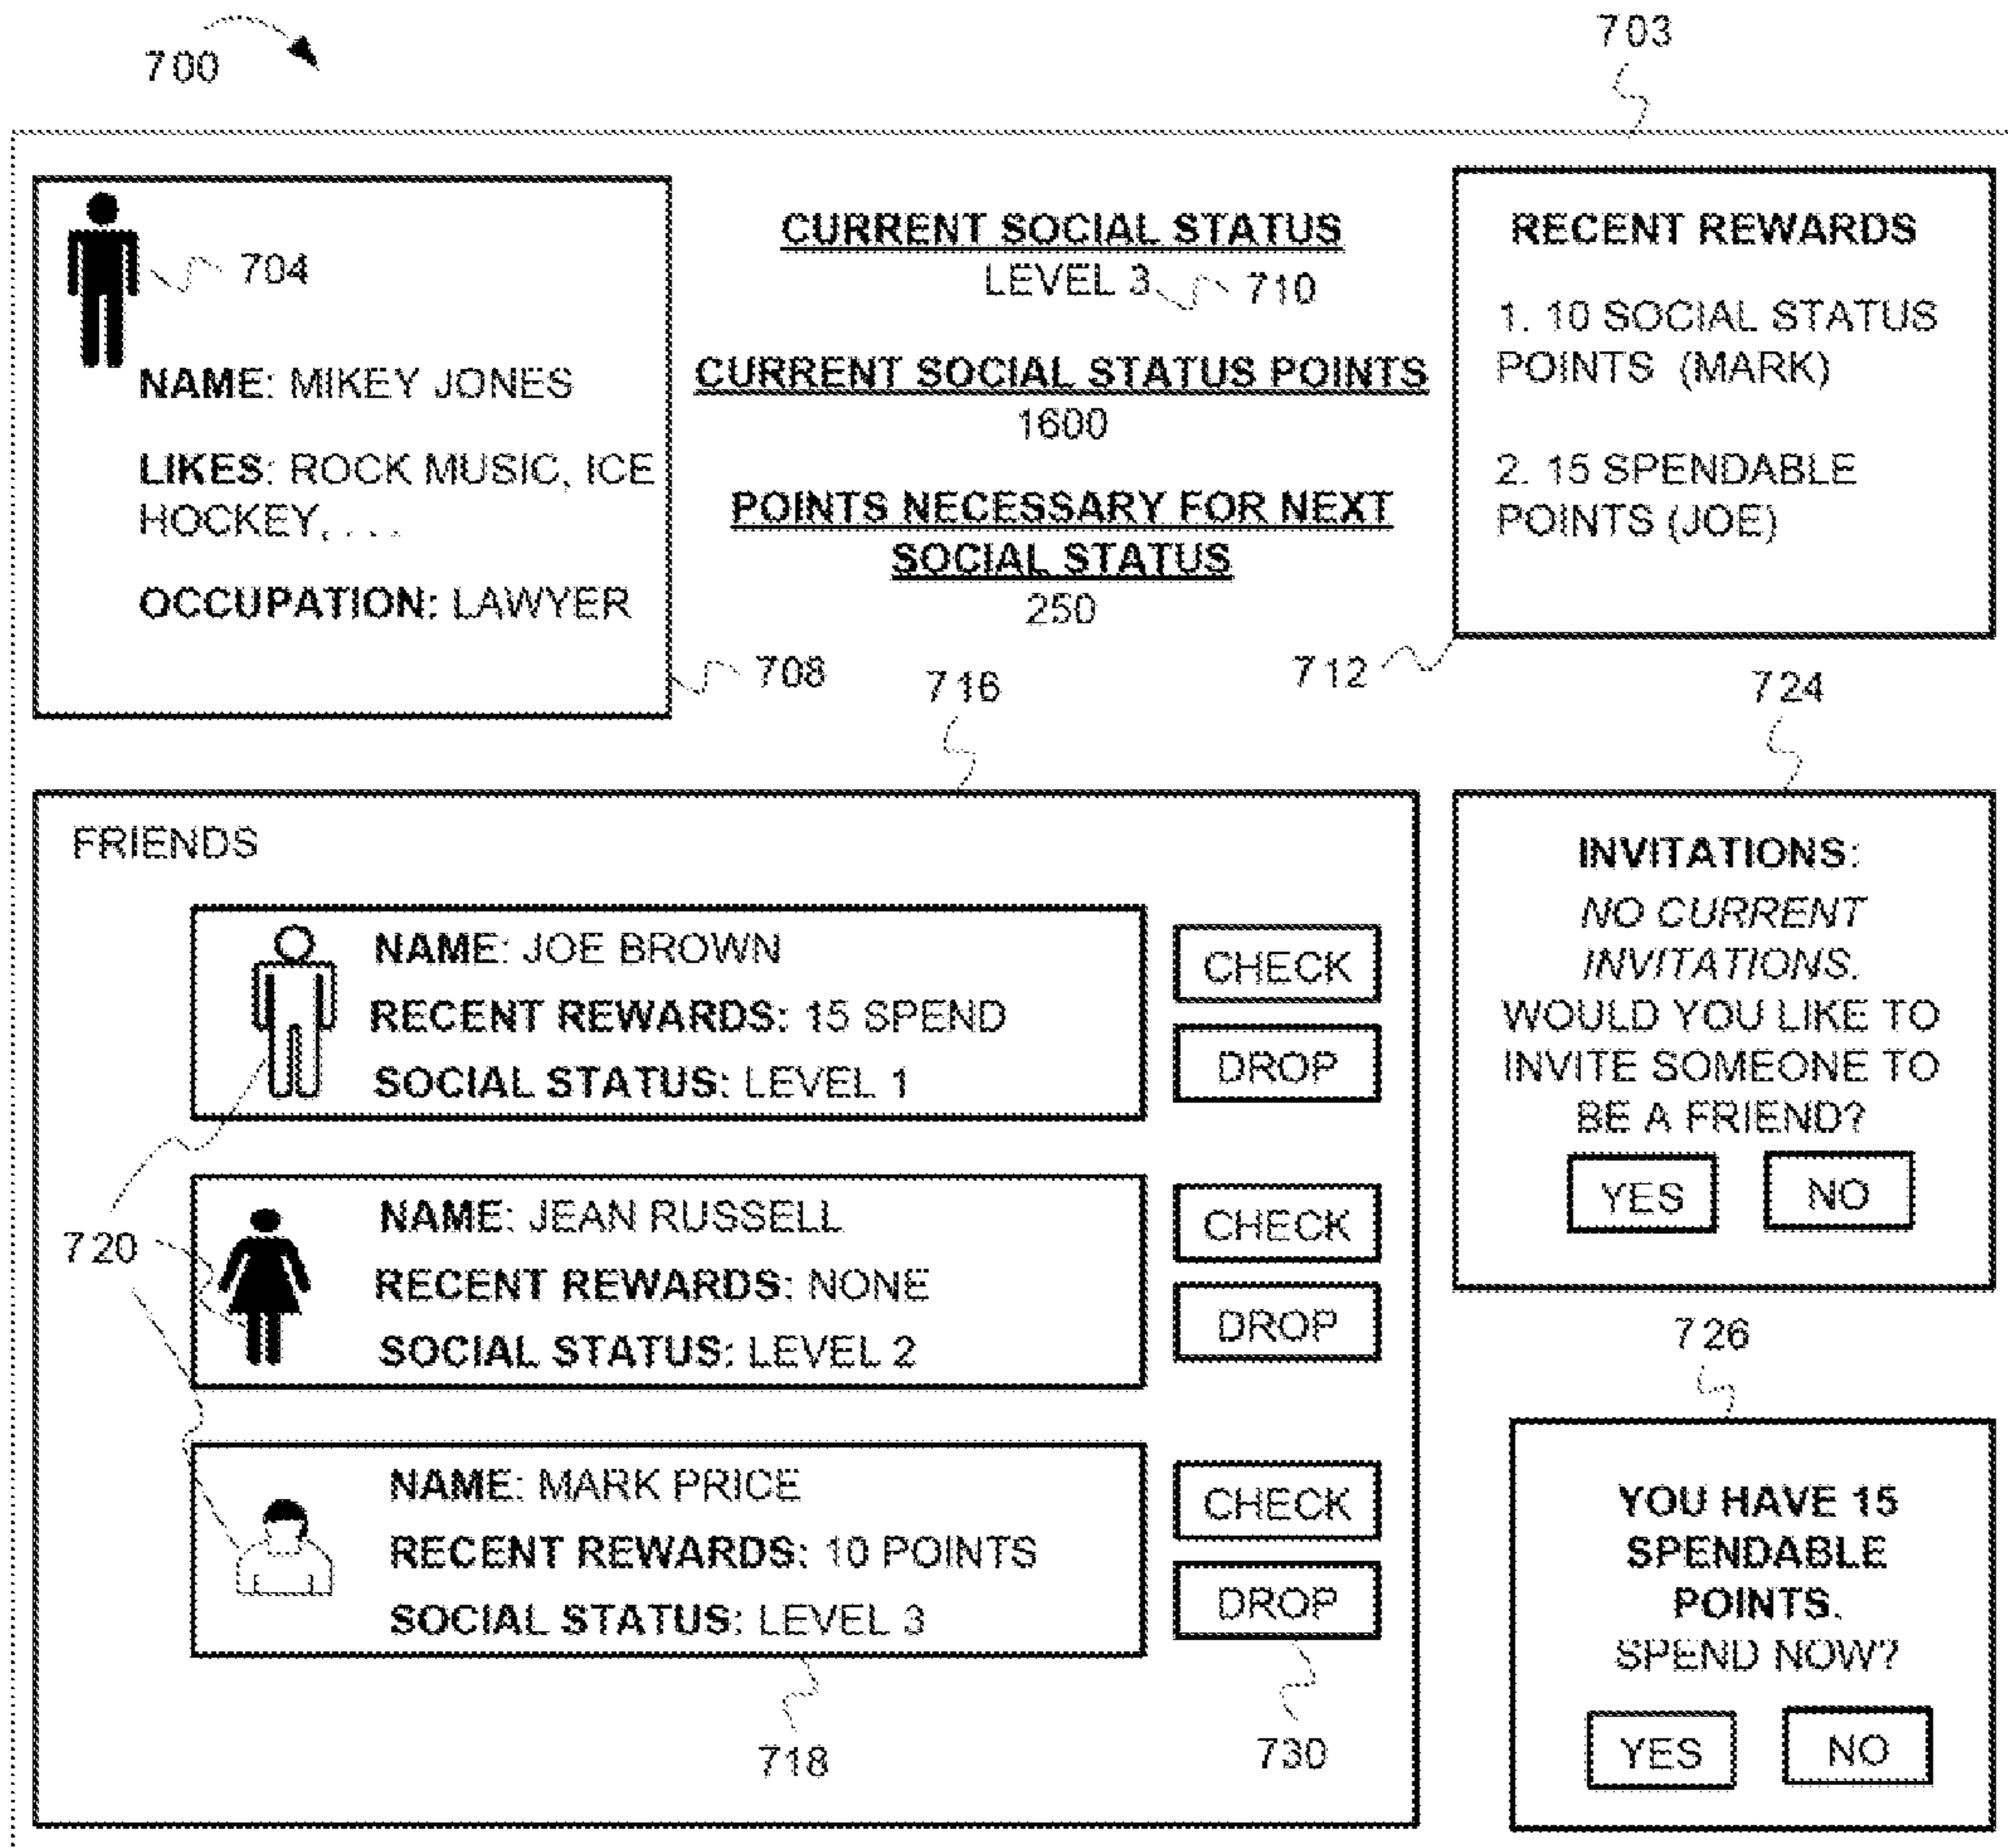 700
703
704
NAME: MIKEY JONES
LIKES: ROCK MUSIC, ICE
HOCKEY, . . .
OCCUPATION: LAWYER
708
CURRENT SOCIAL STATUS
LEVEL 3
710
CURRENT SOCIAL STATUS POINTS
1600
POINTS NECESSARY FOR NEXT
SOCIAL STATUS
250
RECENT REWARDS
1. 10 SOCIAL STATUS
POINTS (MARK)
2. 15 SPENDABLE
POINTS (JOE)
712
716
FRIENDS
NAME: JOE BROWN
RECENT REWARDS: 15 SPEND
SOCIAL STATUS: LEVEL 1
CHECK
DROP
720
NAME: JEAN RUSSELL
RECENT REWARDS: NONE
SOCIAL STATUS: LEVEL 2
CHECK
DROP
NAME: MARK PRICE
RECENT REWARDS: 10 POINTS
SOCIAL STATUS: LEVEL 3
CHECK
DROP
718
730
724
INVITATIONS:
NO CURRENT
INVITATIONS.
WOULD YOU LIKE TO
INVITE SOMEONE TO
BE A FRIEND?
YES NO
726
YOU HAVE 15
SPENDABLE
POINTS.
SPEND NOW?
YES NO